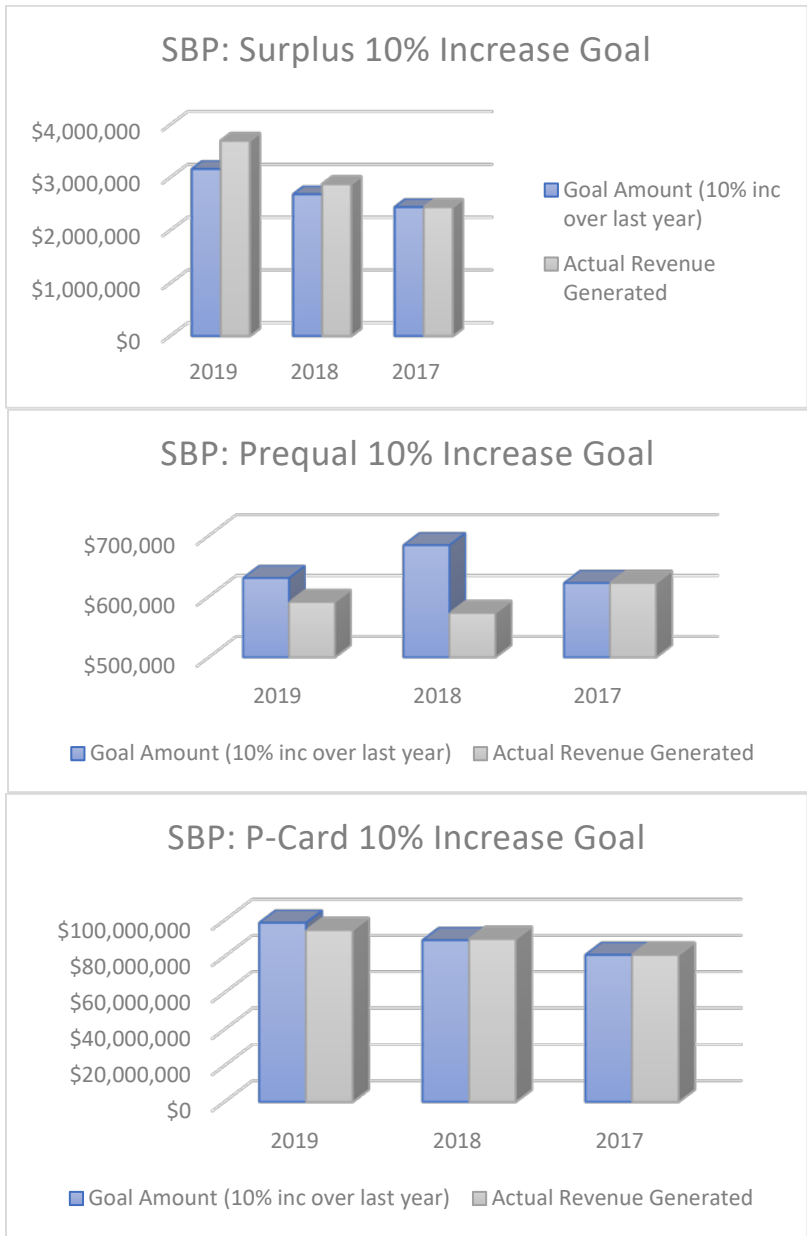 SBP: Surplus 10% Increase Goal
$4,000,000
$3,000,000
$2,000,000
$1,000,000
$0
2019 2018 2017
Goal Amount (10% inc
over last year)
Actual Revenue
Generated
SBP: Prequal 10% Increase Goal
$700,000
$600,000
$500,000
2019 2018 2017
Goal Amount (10% inc over last year) Actual Revenue Generated
SBP: P-Card 10% Increase Goal
$100,000,000
$80,000,000
$60,000,000
$40,000,000
$20,000,000
$0
2019 2018 2017
Goal Amount (10% inc over last year) Actual Revenue Generated